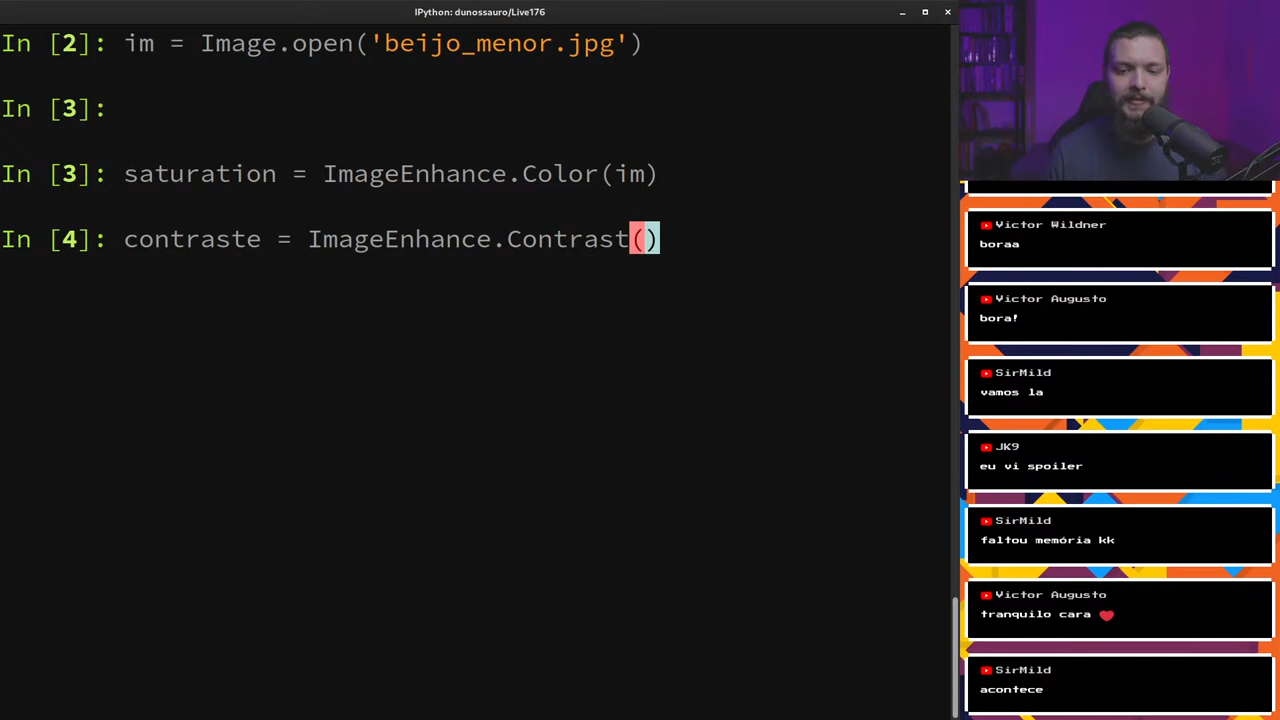 IPython: dunossauro/Live176
In [2]: im = Image.open('beijo_menor.jpg')
In [3]:
In [3]: saturation = ImageEnhance.Color(im)
In [4]: contraste = ImageEnhance.Contrast()
Victor Wildner
boraa
Victor Augusto
bora!
SirMild
vamos la
JK9
eu vi spoiler
SirMild
faltou memória kk
Victor Augusto
tranquilo cara ❤
SirMild
acontece